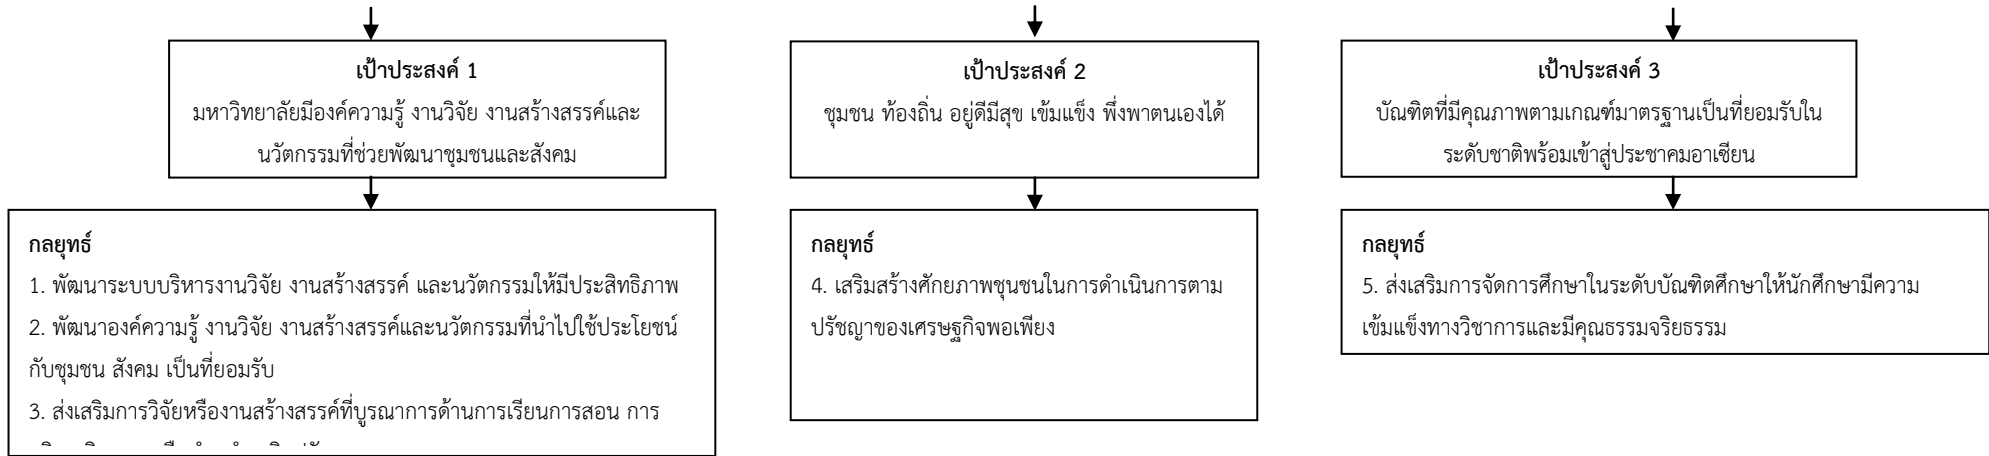 เป้าประสงค์ 1
มหาวิทยาลัยมีองค์ความรู้ งานวิจัย งานสร้างสรรค์และ
นวัตกรรมที่ช่วยพัฒนาชุมชนและสังคม
เป้าประสงค์ 2
ชุมชน ท้องถิ่น อยู่ดีมีสุข เข้มแข็ง พึ่งพาตนเองได้
เป้าประสงค์ 3
บัณฑิตที่มีคุณภาพตามเกณฑ์มาตรฐานเป็นที่ยอมรับใน
ระดับชาติพร้อมเข้าสู่ประชาคมอาเซียน
กลยุทธ์
1. พัฒนาระบบบริหารงานวิจัย งานสร้างสรรค์ และนวัตกรรมให้มีประสิทธิภาพ
2. พัฒนาองค์ความรู้ งานวิจัย งานสร้างสรรค์และนวัตกรรมที่นำไปใช้ประโยชน์
กับชุมชน สังคม เป็นที่ยอมรับ
3. ส่งเสริมการวิจัยหรืองานสร้างสรรค์ที่บูรณาการด้านการเรียนการสอน การ
กลยุทธ์
4. เสริมสร้างศักยภาพชุนชนในการดำเนินการตาม
ปรัชญาของเศรษฐกิจพอเพียง
กลยุทธ์
5. ส่งเสริมการจัดการศึกษาในระดับบัณฑิตศึกษาให้นักศึกษามีความ
เข้มแข็งทางวิชาการและมีคุณธรรมจริยธรรม